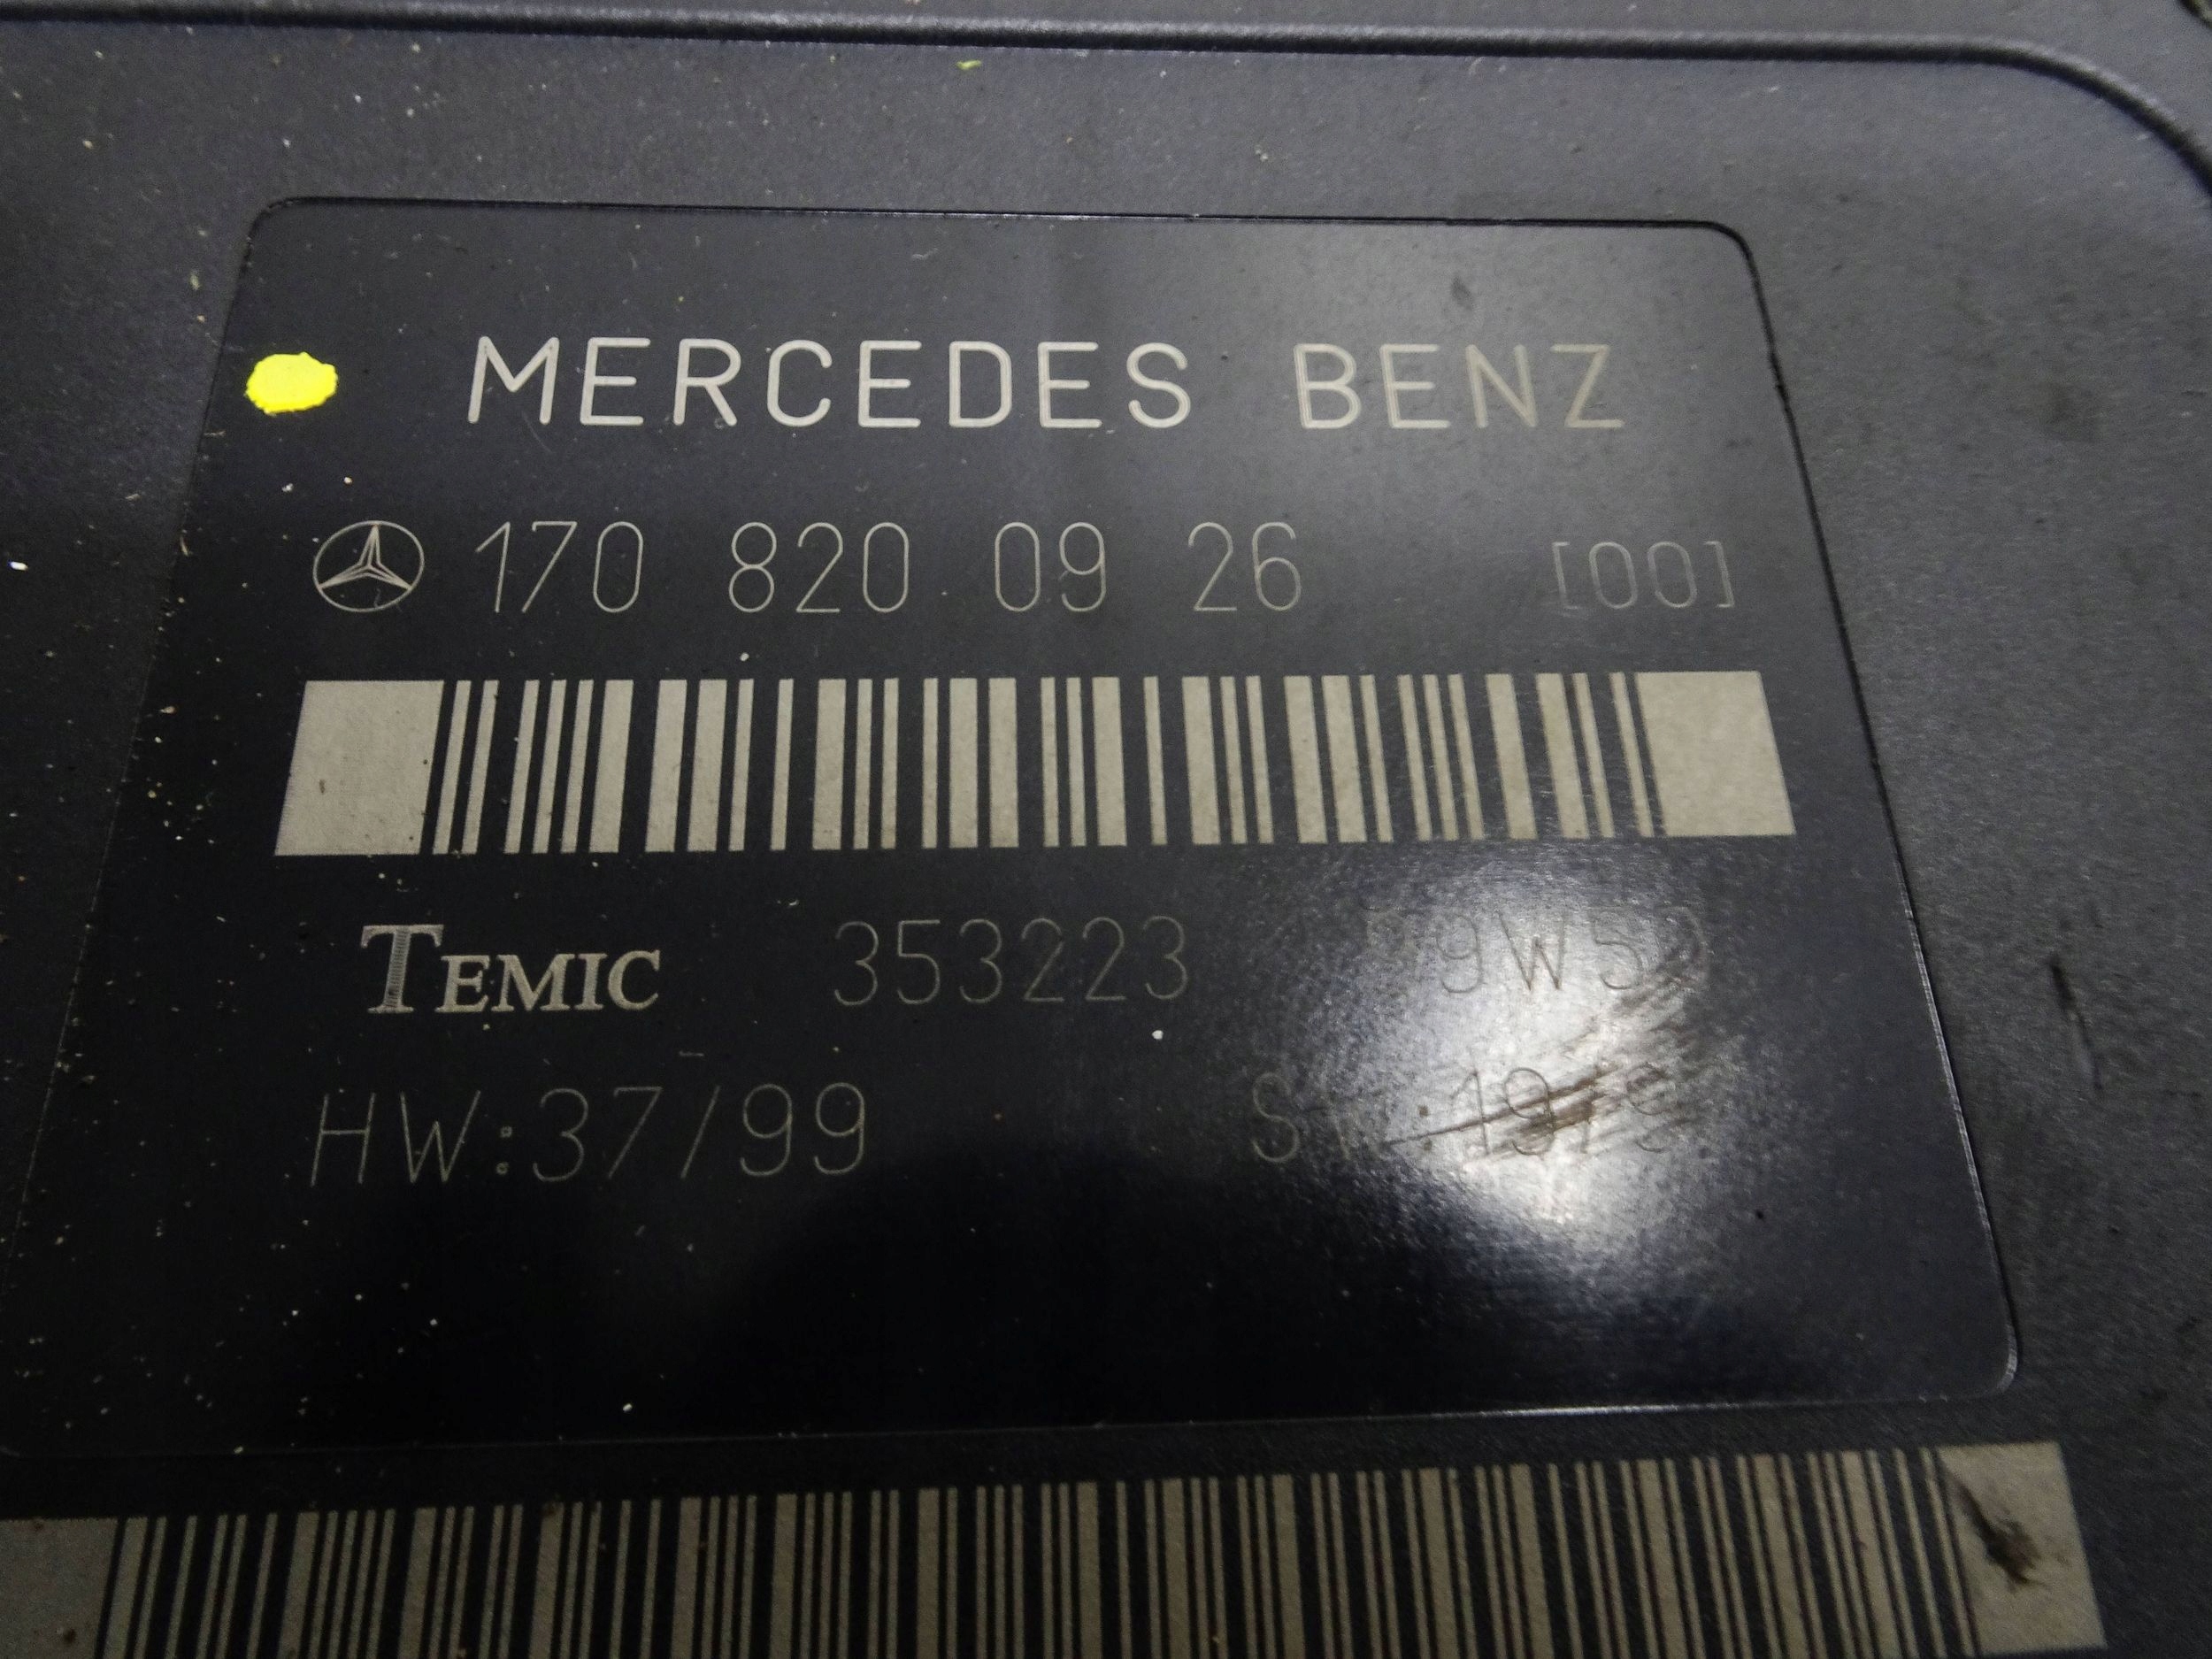 MERCEDES BENZ
170 820 09 26 [00]
TEMIC 353223
HW:37/99